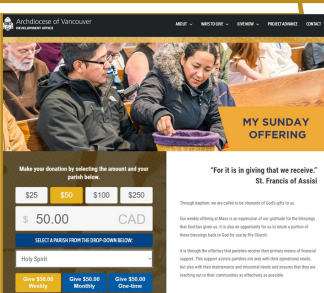 Archdiocese of Vancouver
DEVELOPMENT OFFICE
ABOUT WAYS TO GIVE GIVE NOW PROJECT ADVANCE CONTACT
MY SUNDAY
OFFERING
Make your donation by selecting the amount and your
parish below.
$25 $50 $100 $250
$ 50.00 CAD
SELECT A PARISH FROM THE DROP-DOWN BELOW:
Holy Spirit
Give $50.00 Give $50.00 Give $50.00
Weekly Monthly One-time
"For it is in giving that we receive."
St. Francis of Assisi
Through baptism, we are called to be stewards of God's gifts to us.
Our weekly offering at Mass is an expression of our gratitude for the blessings
that God has given us. It is also an opportunity for us to return a portion of
these blessings back to God for use by His Church.
It is through the offertory that parishes receive their primary means of financial
support. This support assists parishes not only with their operational needs,
but also with their maintenance and ministerial needs and ensures that they are
reaching out to their communities as effectively as possible.